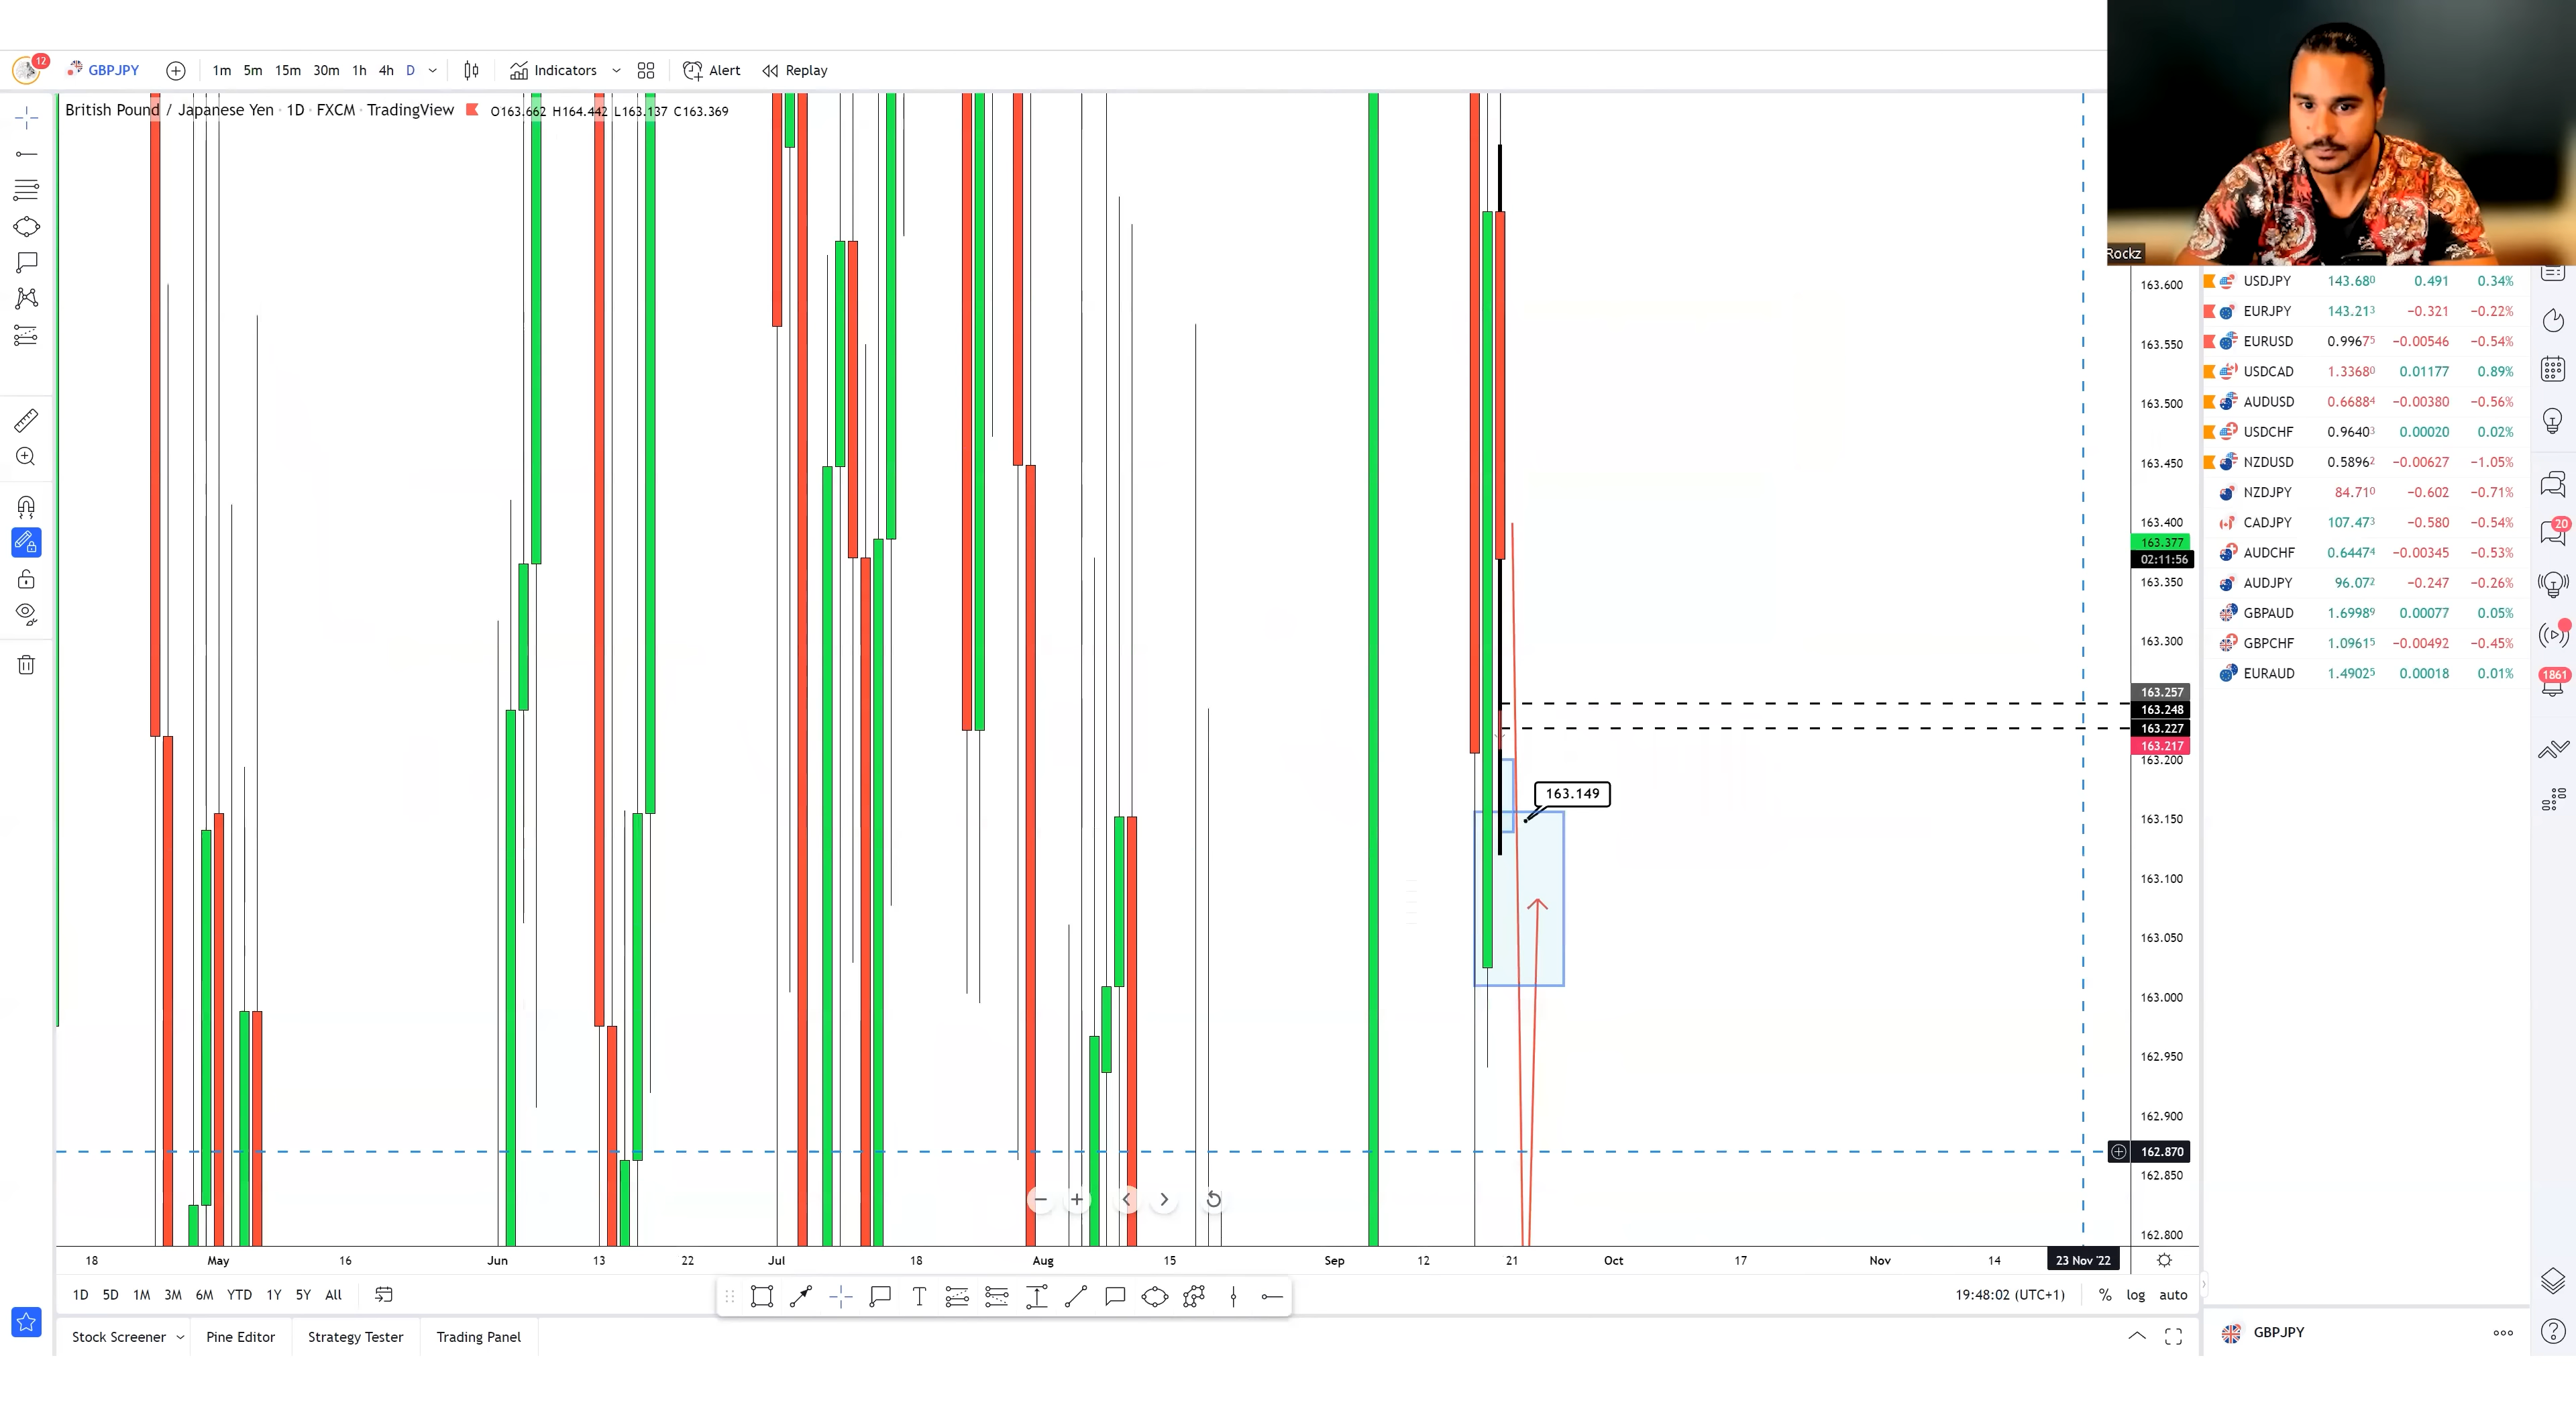 12
GBPJPY
1m 5m 15m 30m 1h 4h D
Indicators
Alert
Replay
British Pound / Japanese Yen · 1D · FXCM · TradingView
O163.662 H164.442 L163.137 C163.369
Rockz
163.600
163.550
163.500
163.450
163.400
163.377
02:11:56
163.350
163.300
163.257
163.248
163.227
163.217
163.200
163.149
163.150
163.100
163.050
163.000
162.950
162.900
162.870
162.850
162.800
USDJPY 143.680 0.491 0.34%
EURJPY 143.213 −0.321 −0.22%
EURUSD 0.99675 −0.00546 −0.54%
USDCAD 1.33680 0.01177 0.89%
AUDUSD 0.66884 −0.00380 −0.56%
USDCHF 0.96403 0.00020 0.02%
NZDUSD 0.58962 −0.00627 −1.05%
NZDJPY 84.710 −0.602 −0.71%
CADJPY 107.473 −0.580 −0.54%
AUDCHF 0.64474 −0.00345 −0.53%
AUDJPY 96.072 −0.247 −0.26%
GBPAUD 1.69989 0.00077 0.05%
GBPCHF 1.09615 −0.00492 −0.45%
EURAUD 1.49025 0.00018 0.01%
20
1861
18 May 16 Jun 13 22 Jul 18 Aug 15 Sep 12 21 Oct 17 Nov 14 23 Nov '22
1D 5D 1M 3M 6M YTD 1Y 5Y All
T
19:48:02 (UTC+1) % log auto
Stock Screener Pine Editor Strategy Tester Trading Panel
GBPJPY